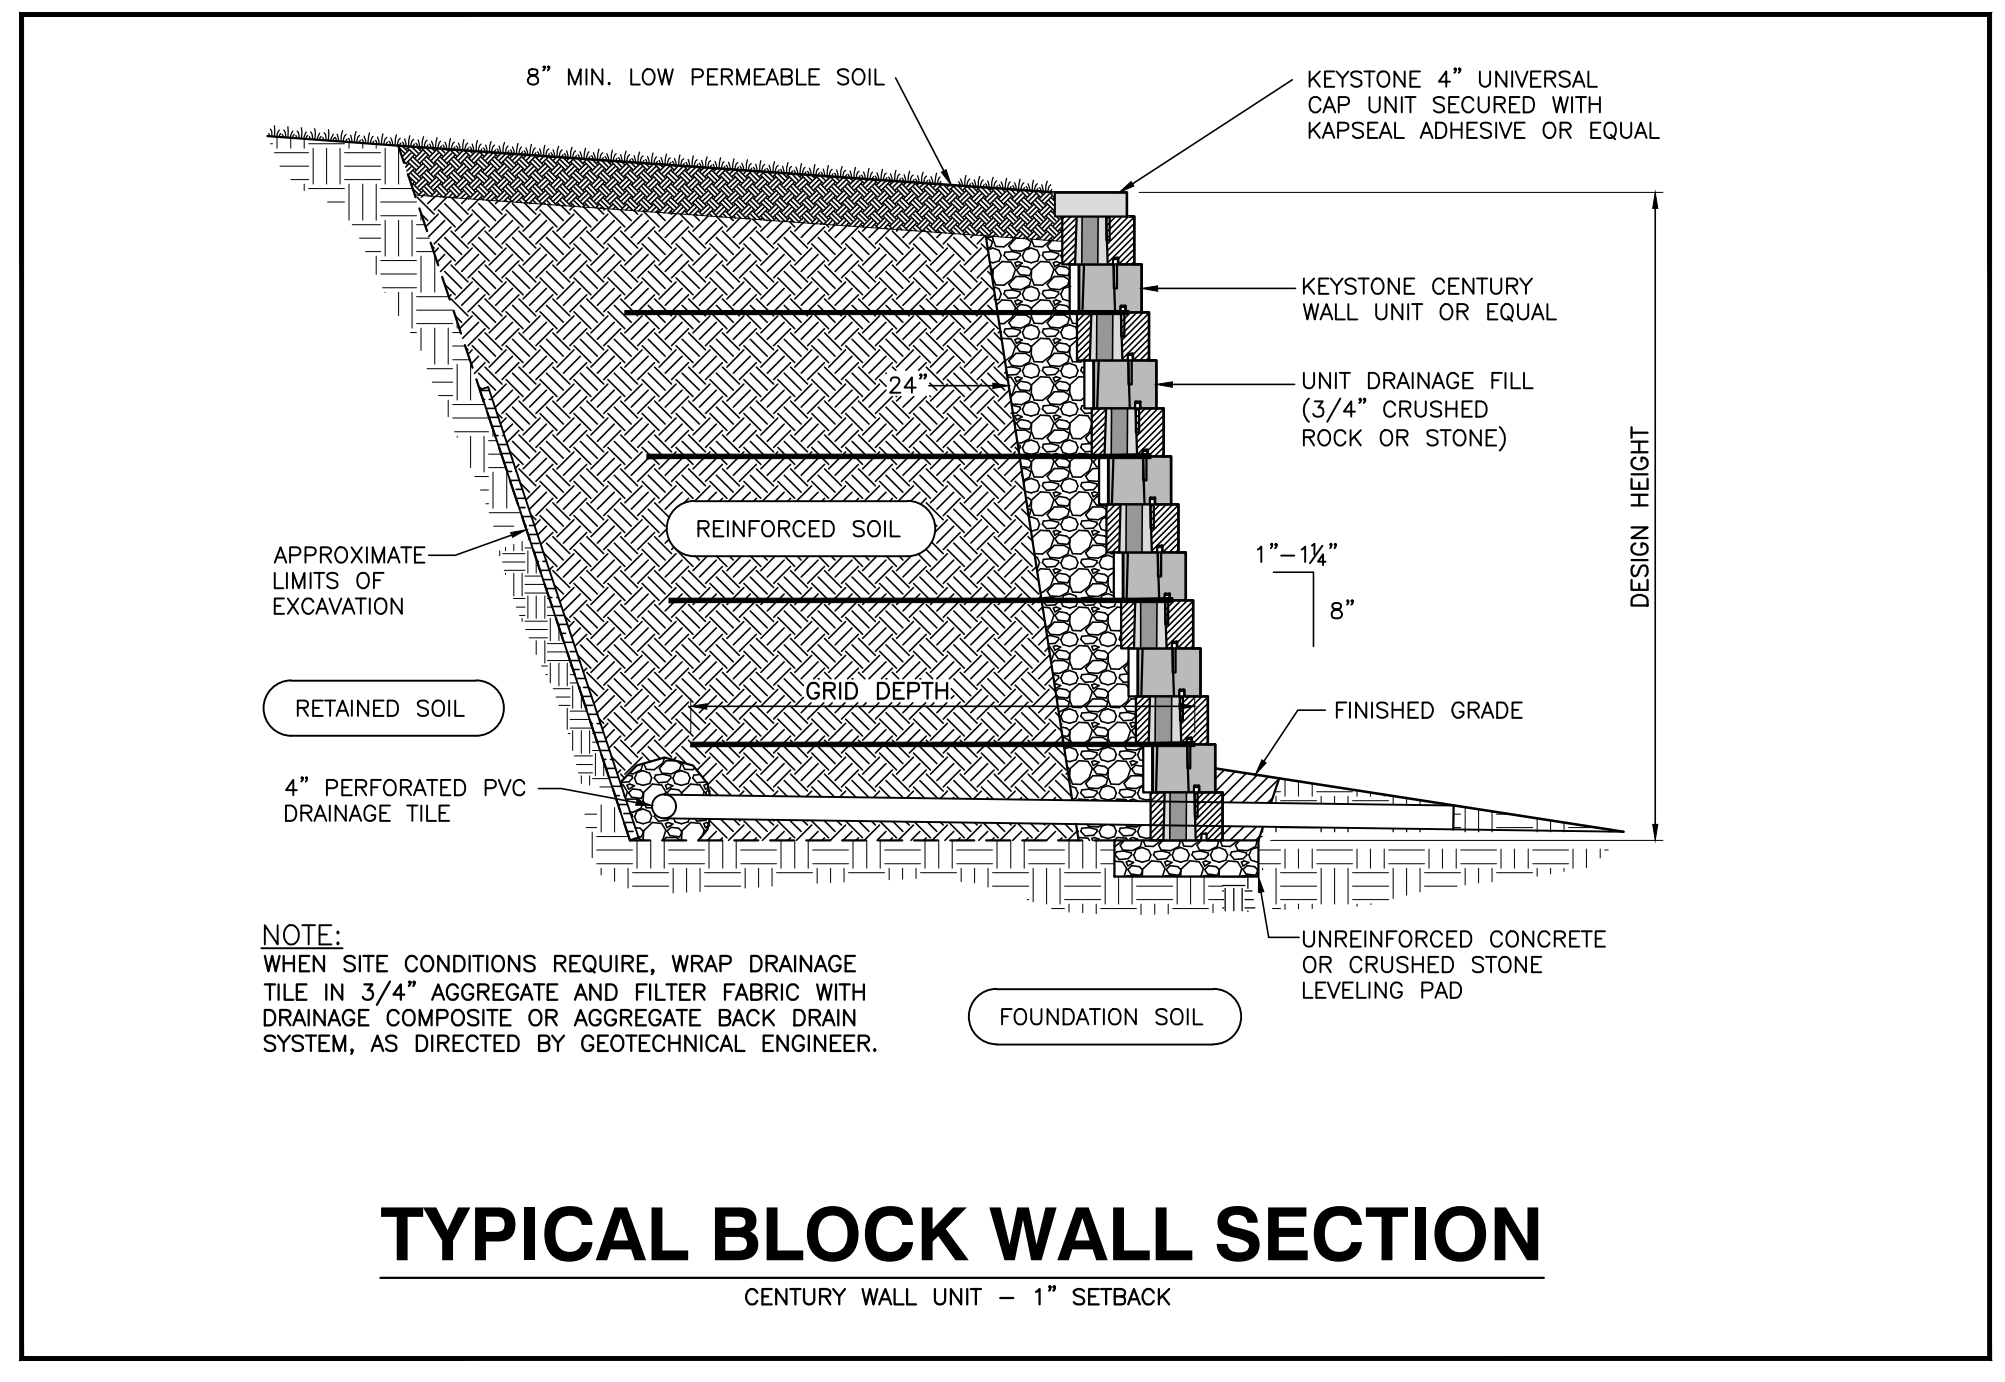 8" MIN. LOW PERMEABLE SOIL
KEYSTONE 4" UNIVERSAL
CAP UNIT SECURED WITH
KAPSEAL ADHESIVE OR EQUAL
KEYSTONE CENTURY
WALL UNIT OR EQUAL
24"
UNIT DRAINAGE FILL
(3/4" CRUSHED
ROCK OR STONE)
DESIGN HEIGHT
REINFORCED SOIL
1"–1¼"
8"
APPROXIMATE
LIMITS OF
EXCAVATION
RETAINED SOIL
GRID DEPTH
FINISHED GRADE
4" PERFORATED PVC
DRAINAGE TILE
NOTE:
WHEN SITE CONDITIONS REQUIRE, WRAP DRAINAGE
TILE IN 3/4" AGGREGATE AND FILTER FABRIC WITH
DRAINAGE COMPOSITE OR AGGREGATE BACK DRAIN
SYSTEM, AS DIRECTED BY GEOTECHNICAL ENGINEER.
UNREINFORCED CONCRETE
OR CRUSHED STONE
LEVELING PAD
FOUNDATION SOIL
TYPICAL BLOCK WALL SECTION
CENTURY WALL UNIT – 1" SETBACK